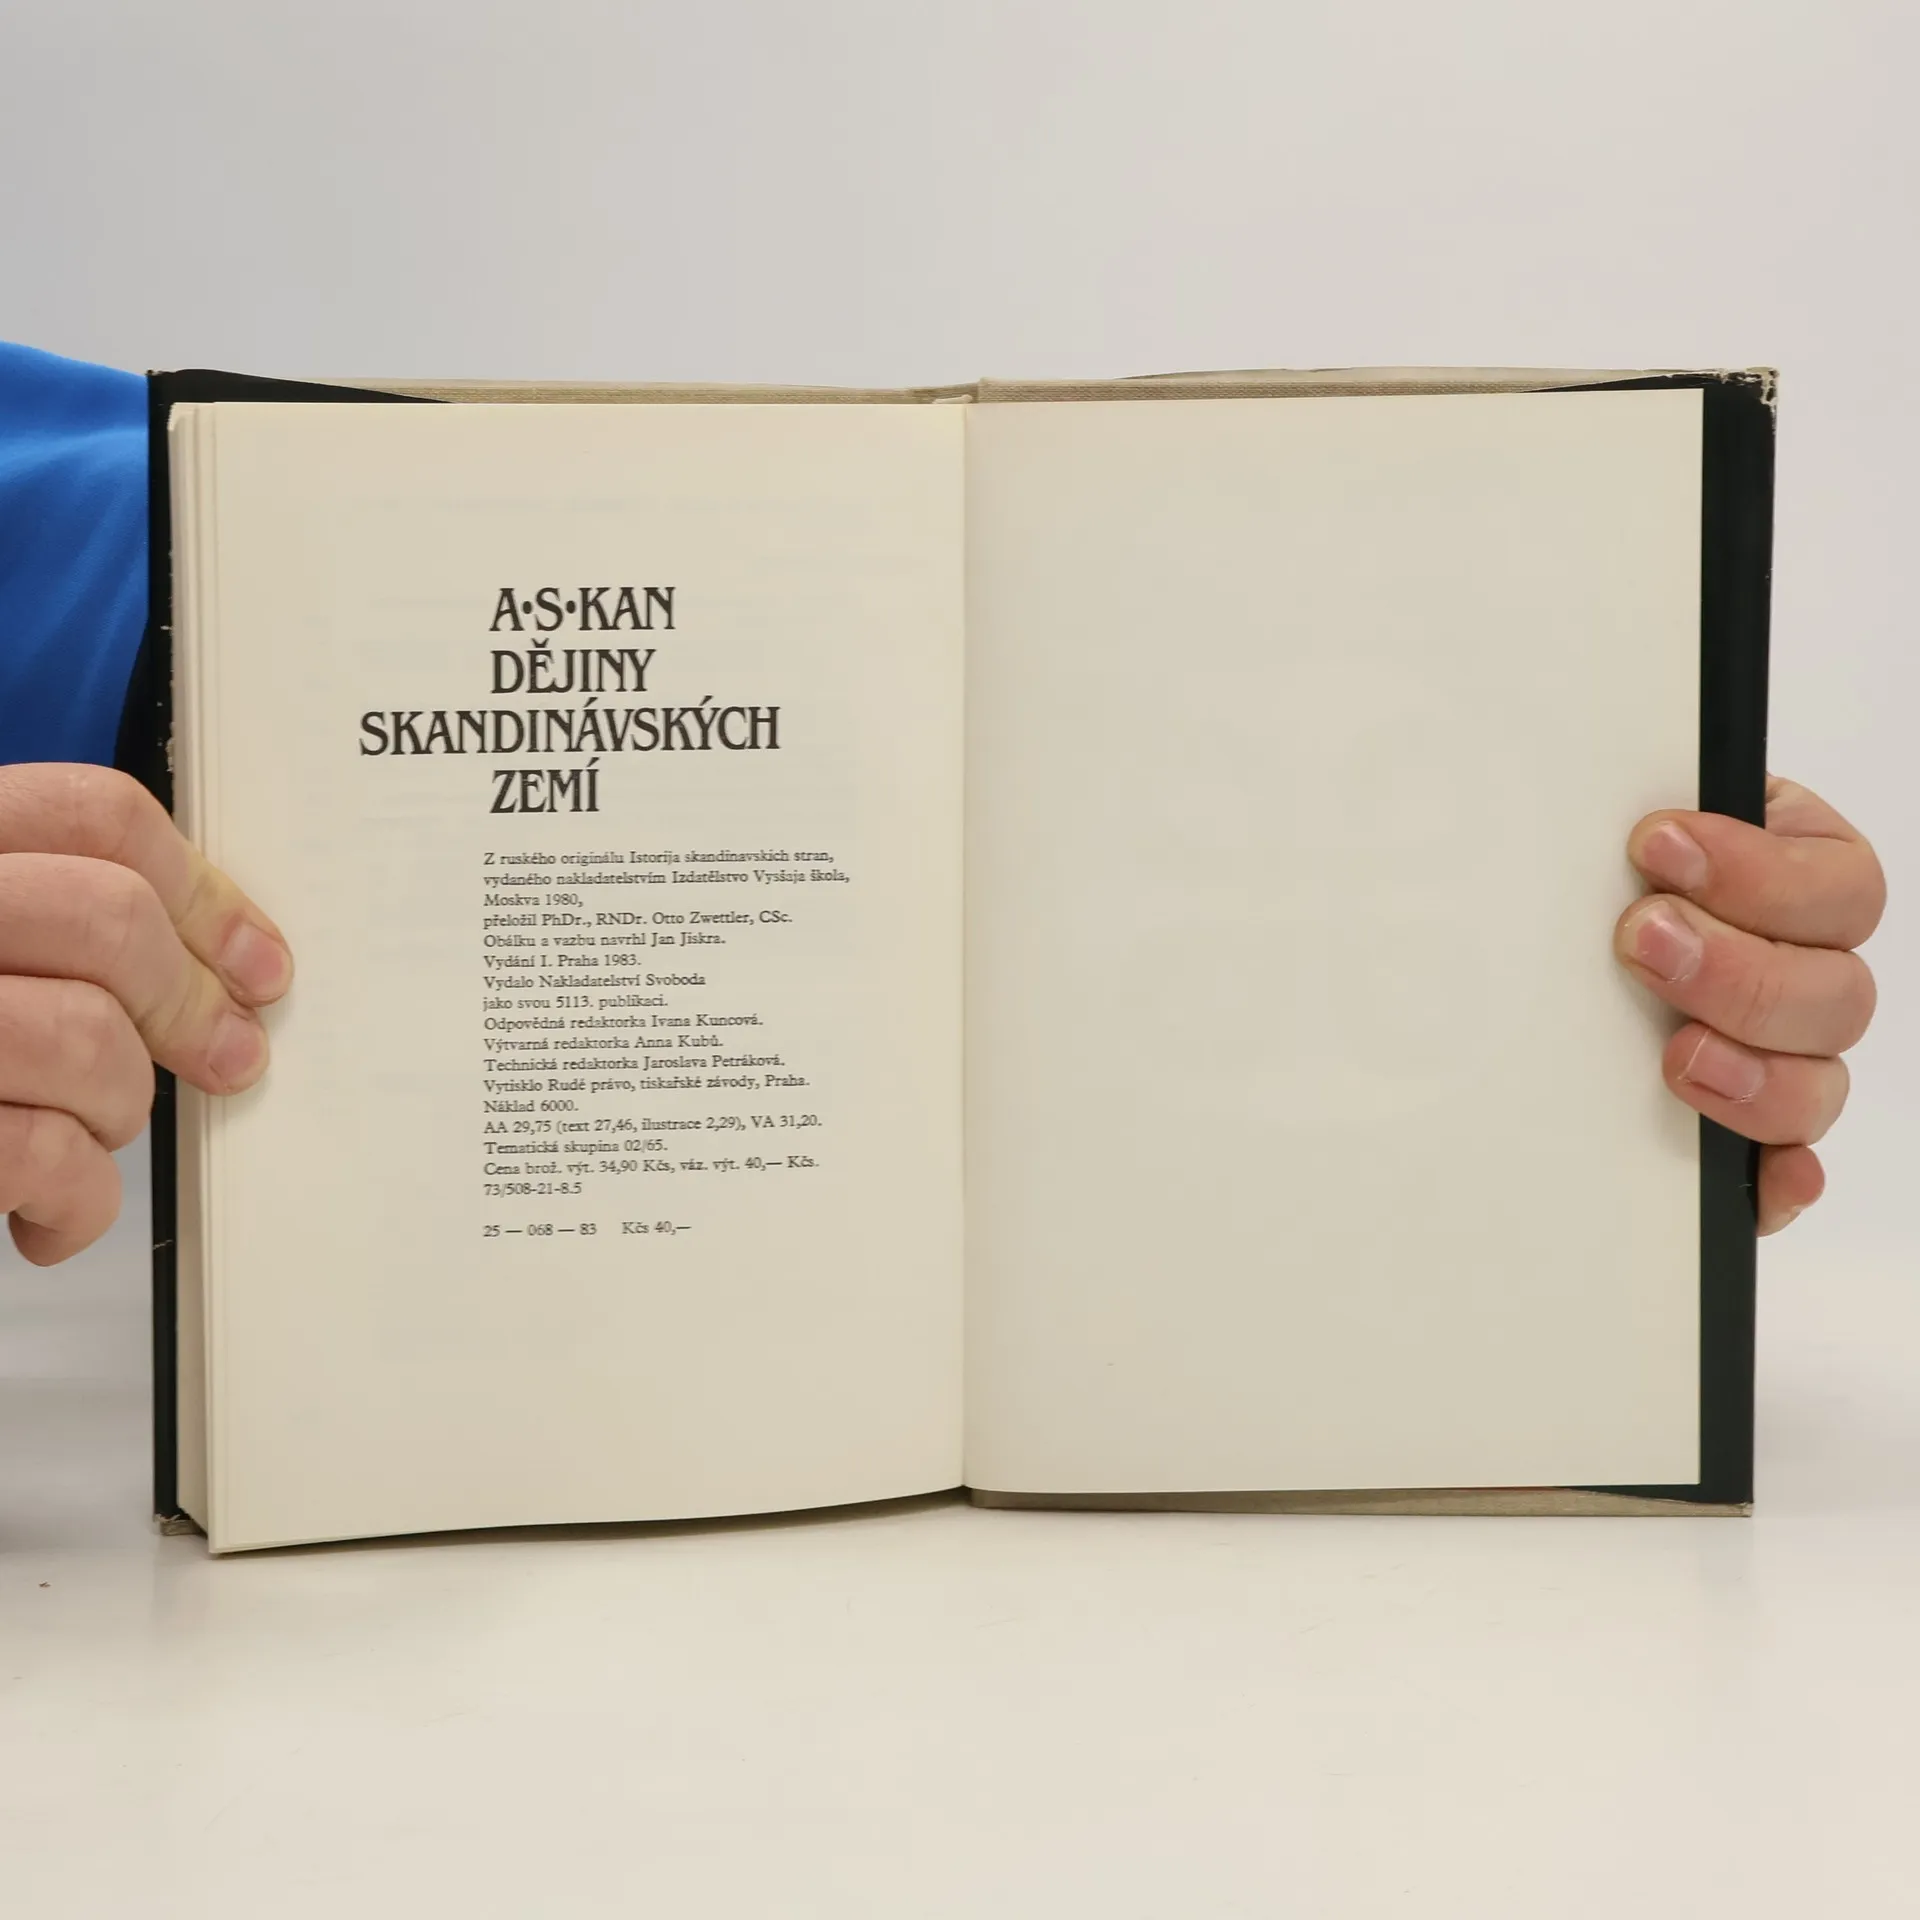 A·S·KAN
DĚJINY
SKANDINÁVSKÝCH
ZEMÍ
Z ruského originálu Istorija skandinavskich stran,
vydaného nakladatelstvím Izdatělstvo Vysšaja škola,
Moskva 1980,
přeložil PhDr., RNDr. Otto Zwettler, CSc.
Obálku a vazbu navrhl Jan Jiskra.
Vydání I. Praha 1983.
Vydalo Nakladatelství Svoboda
jako svou 5113. publikaci.
Odpovědná redaktorka Ivana Kuncová.
Výtvarná redaktorka Anna Kubů.
Technická redaktorka Jaroslava Petráková.
Vytisklo Rudé právo, tiskařské závody, Praha.
Náklad 6000.
AA 29,75 (text 27,46, ilustrace 2,29), VA 31,20.
Tematická skupina 02/65.
Cena brož. výt. 34,90 Kčs, váz. výt. 40,— Kčs.
73/508-21-8.5
25 — 068 — 83 Kčs 40,—